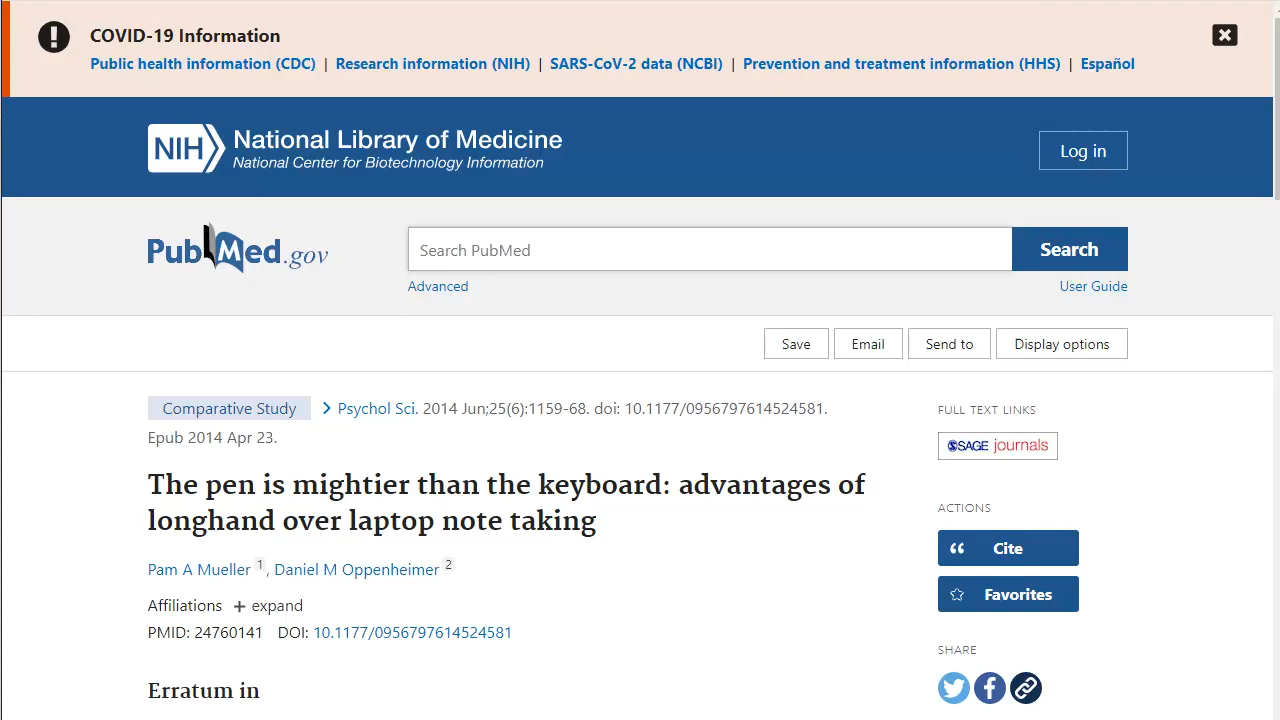 COVID-19 Information
Public health information (CDC) | Research information (NIH) | SARS-CoV-2 data (NCBI) | Prevention and treatment information (HHS) | Español
NIH National Library of Medicine
National Center for Biotechnology Information
Log in
PubMed.gov
Search PubMed
Search
Advanced
User Guide
Save
Email
Send to
Display options
Comparative Study > Psychol Sci. 2014 Jun;25(6):1159-68. doi: 10.1177/0956797614524581.
Epub 2014 Apr 23.
The pen is mightier than the keyboard: advantages of
longhand over laptop note taking
Pam A Mueller 1, Daniel M Oppenheimer 2
Affiliations + expand
PMID: 24760141 DOI: 10.1177/0956797614524581
Erratum in
FULL TEXT LINKS
SAGE journals
ACTIONS
Cite
Favorites
SHARE